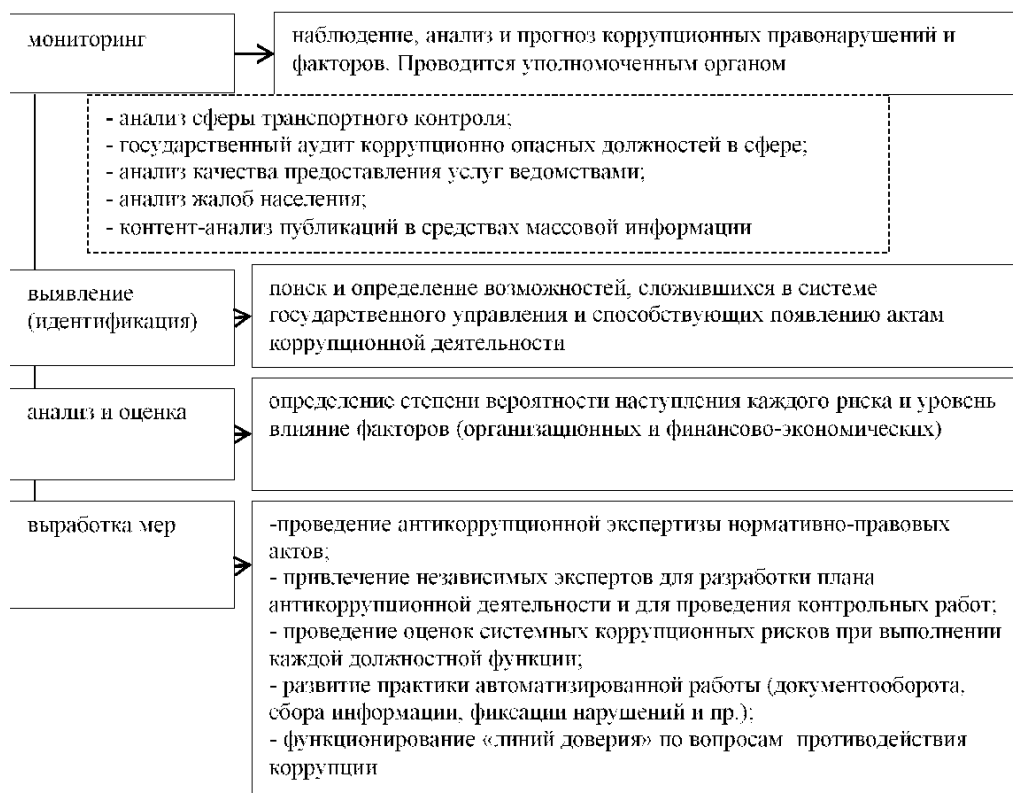 мониторинг
наблюдение, анализ и прогноз коррупционных правонарушений и
факторов. Проводится уполномоченным органом
- анализ сферы транспортного контроля;
- государственный аудит коррупционно опасных должностей в сфере;
- анализ качества предоставления услуг ведомствами;
- анализ жалоб населения;
- контент-анализ публикаций в средствах массовой информации
выявление
(идентификация)
поиск и определение возможностей, сложившихся в системе
государственного управления и способствующих появлению актам
коррупционной деятельности
анализ и оценка
определение степени вероятности наступления каждого риска и уровень
влияние факторов (организационных и финансово-экономических)
выработка мер
-проведение антикоррупционной экспертизы нормативно-правовых
актов;
- привлечение независимых экспертов для разработки плана
антикоррупционной деятельности и для проведения контрольных работ;
- проведение оценок системных коррупционных рисков при выполнении
каждой должностной функции;
- развитие практики автоматизированной работы (документооборота,
сбора информации, фиксации нарушений и пр.);
- функционирование «линий доверия» по вопросам противодействия
коррупции